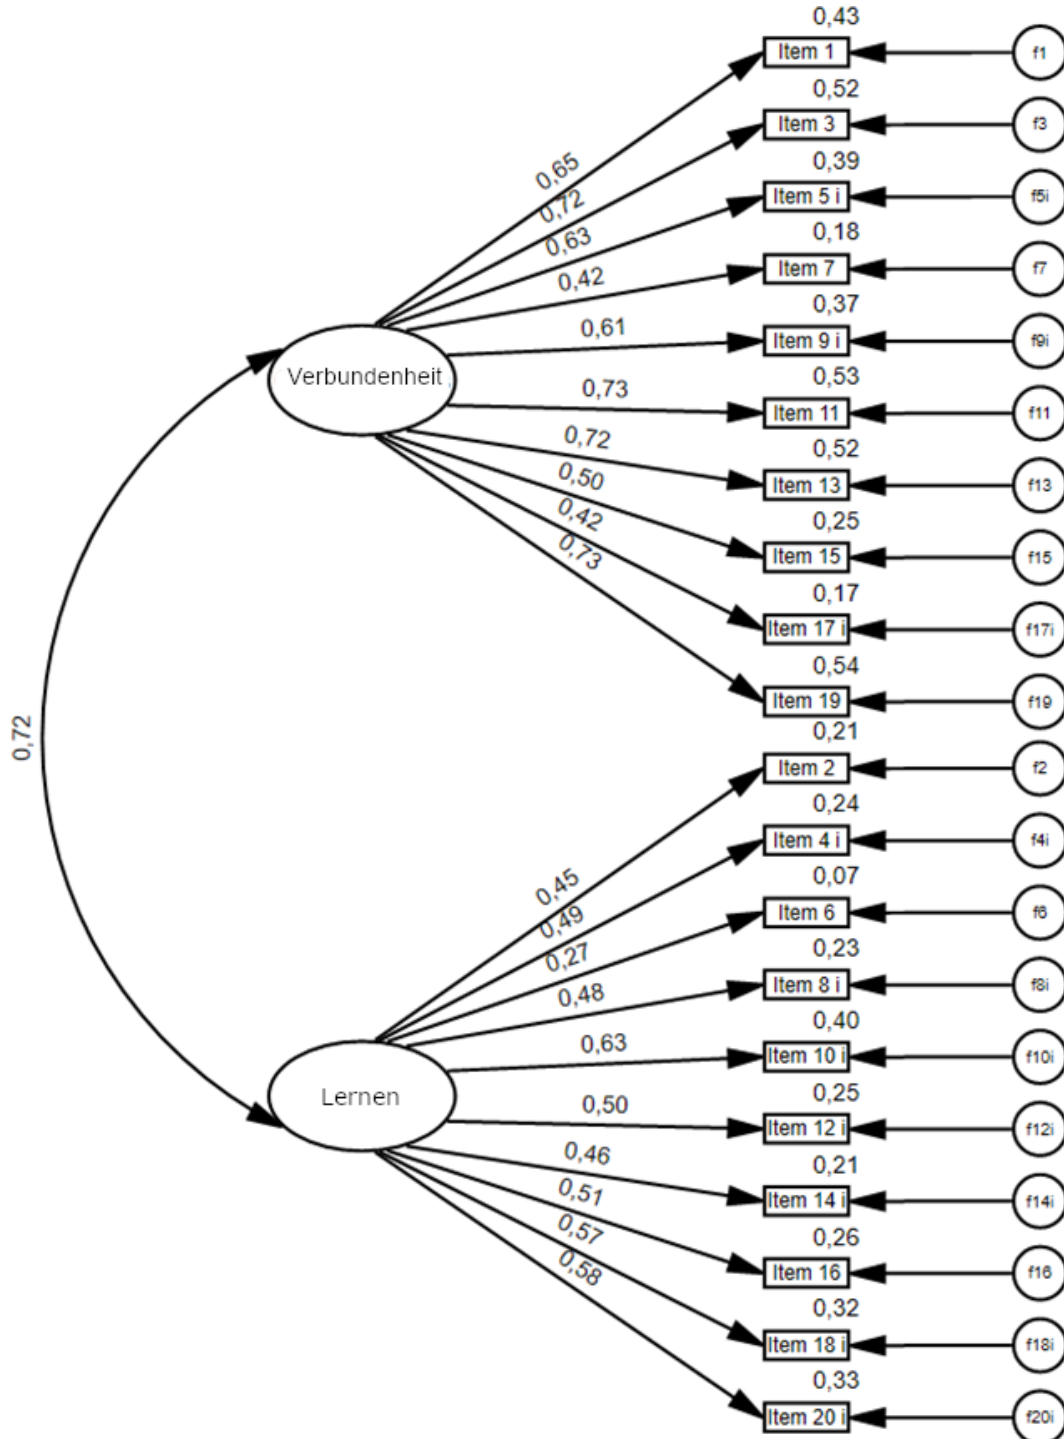 0,43
Item 1
f1
0,52
Item 3
f3
0,65
0,39
Item 5 i
f5i
0,72
0,18
0,63
Item 7
f7
0,42
0,37
0,61
Item 9 i
f9i
Verbundenheit
0,53
0,73
Item 11
f11
0,72
0,52
0,50
Item 13
f13
0,42
0,25
0,73
Item 15
f15
0,17
Item 17 i
f17i
0,54
Item 19
f19
0,72
0,21
Item 2
f2
0,24
Item 4 i
f4i
0,45
0,07
0,49
Item 6
f6
0,27
0,23
0,48
Item 8 i
f8i
0,40
0,63
Item 10 i
f10i
Lernen
0,25
0,50
Item 12 i
f12i
0,46
0,21
0,51
Item 14 i
f14i
0,57
0,26
0,58
Item 16
f16
0,32
Item 18 i
f18i
0,33
Item 20 i
f20i